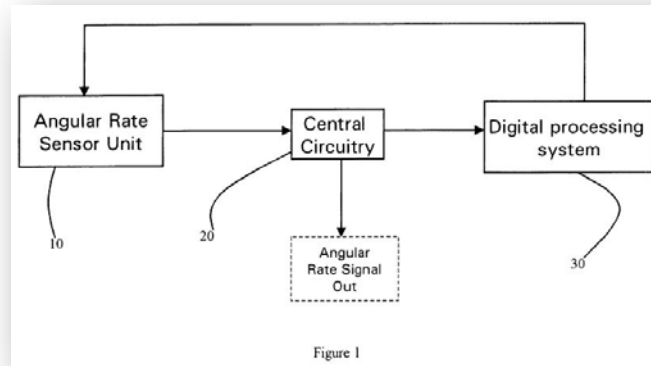 Angular Rate
Sensor Unit
Central
Circuitry
Digital processing
system
10
20
30
Angular
Rate Signal
Out
Figure 1